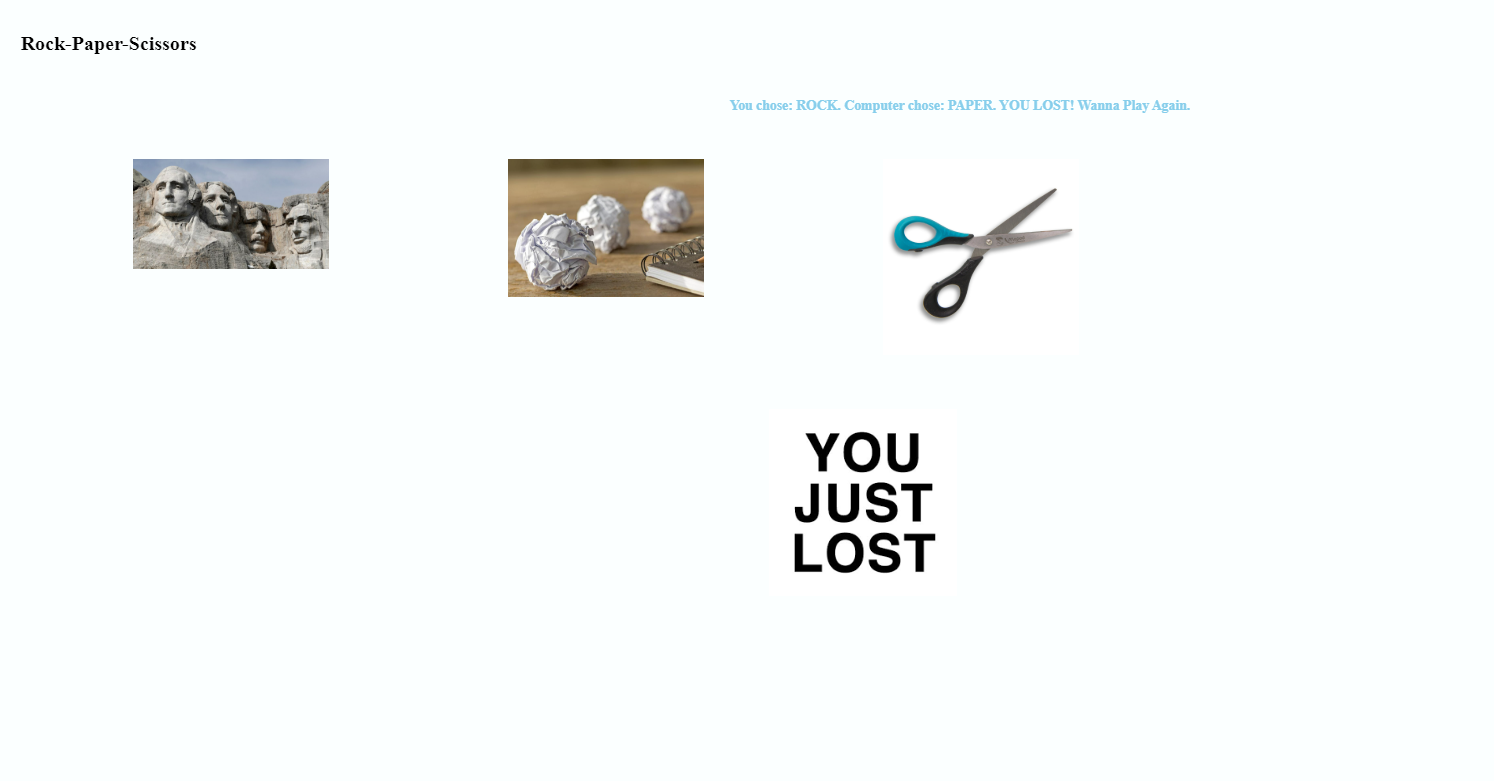 Rock-Paper-Scissors
You chose: ROCK. Computer chose: PAPER. YOU LOST! Wanna Play Again.
YOU
JUST
LOST